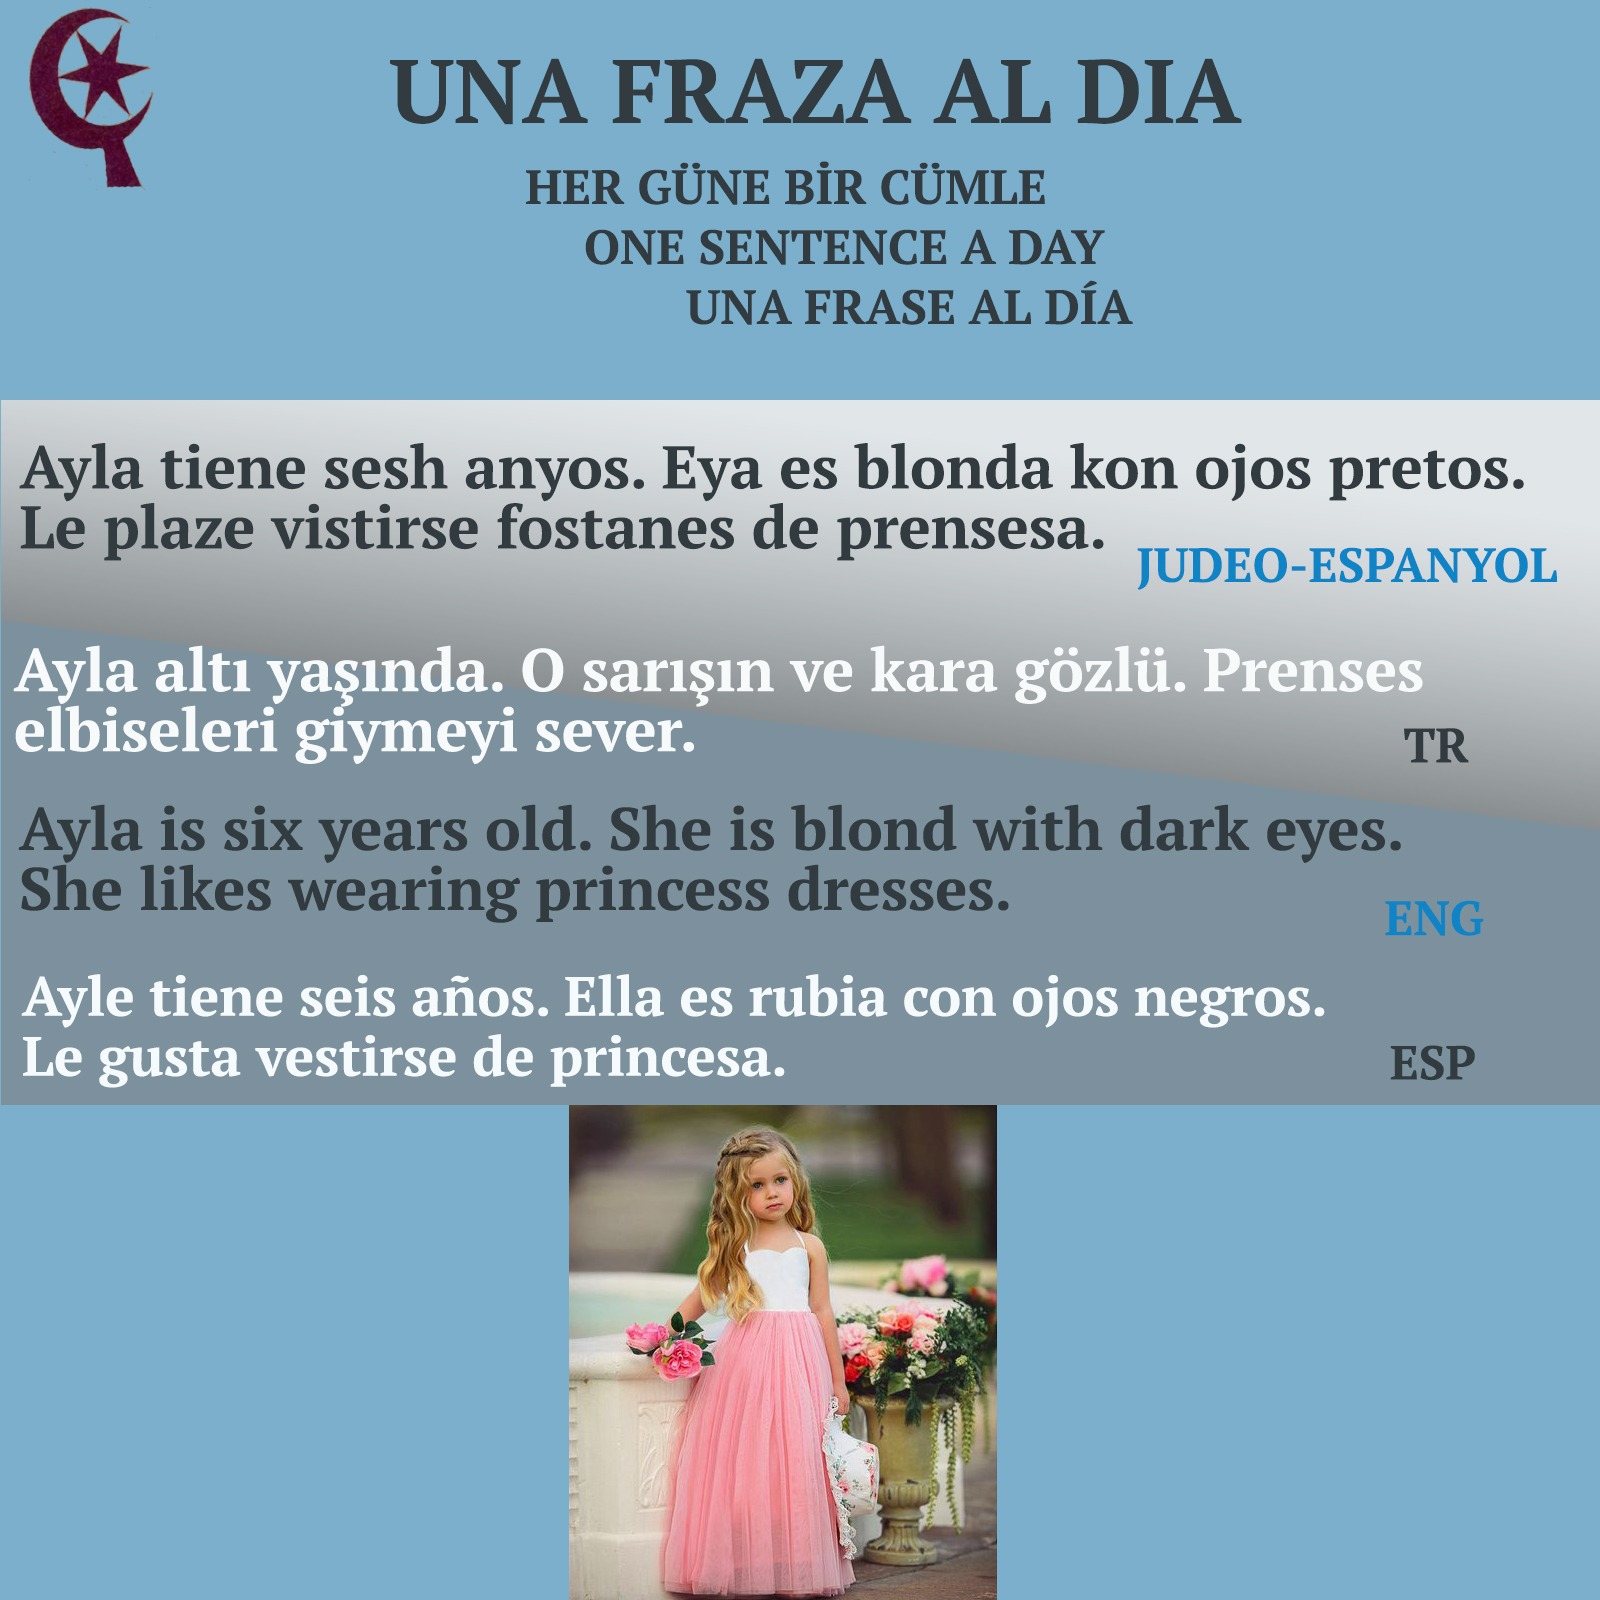 UNA FRAZA AL DIA
HER GÜNE BİR CÜMLE
ONE SENTENCE A DAY
UNA FRASE AL DÍA
Ayla tiene sesh anyos. Eya es blonda kon ojos pretos.
Le plaze vistirse fostanes de prensesa.
JUDEO-ESPANYOL
Ayla altı yaşında. O sarışın ve kara gözlü. Prenses
elbiseleri giymeyi sever.
TR
Ayla is six years old. She is blond with dark eyes.
She likes wearing princess dresses.
ENG
Ayle tiene seis años. Ella es rubia con ojos negros.
Le gusta vestirse de princesa.
ESP